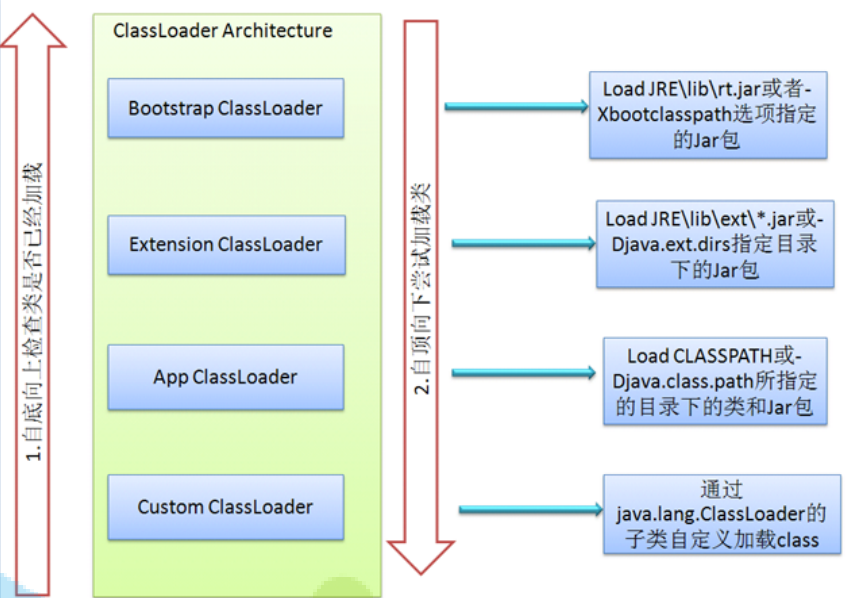 ClassLoader Architecture
1.自底向上检查类是否已经加载
2.自顶向下尝试加载类
Bootstrap ClassLoader
Load JRE\lib\rt.jar或者-
Xbootclasspath选项指定
的Jar包
Extension ClassLoader
Load JRE\lib\ext\*.jar或-
Djava.ext.dirs指定目录
下的Jar包
App ClassLoader
Load CLASSPATH或-
Djava.class.path所指定
的目录下的类和Jar包
Custom ClassLoader
通过
java.lang.ClassLoader的
子类自定义加载class